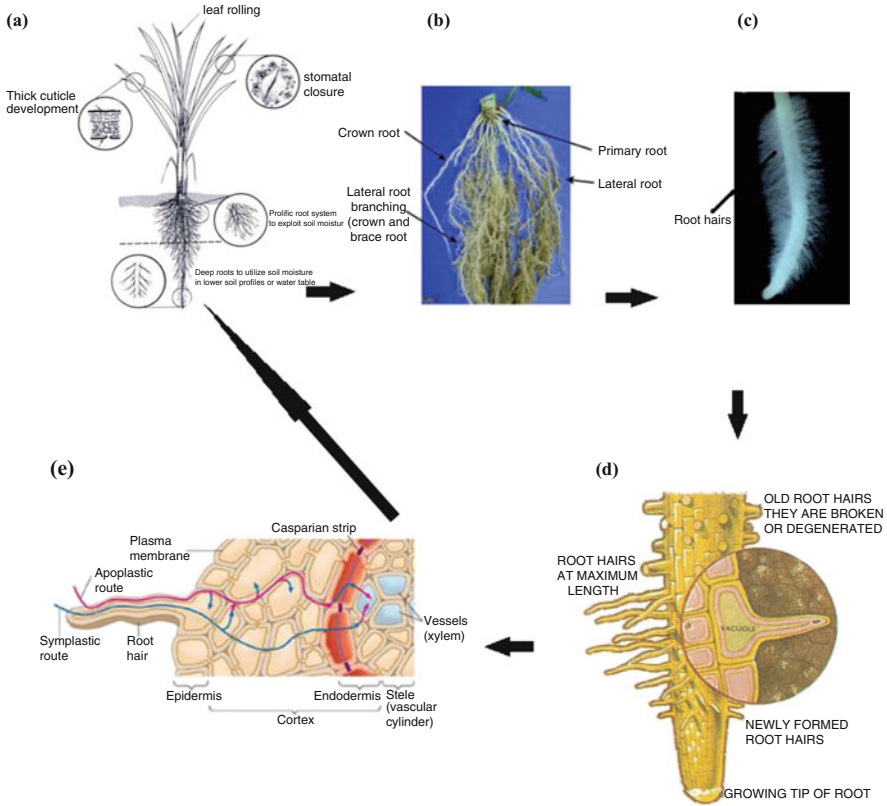 (a)
leaf rolling
Thick cuticle
development
stomatal
closure
Prolific root system
to exploit soil moistur
Deep roots to utilize soil moisture
in lower soil profiles or water table
(b)
Crown root
Primary root
Lateral root
Lateral root
branching
(crown and
brace root
(c)
Root hairs
(d)
OLD ROOT HAIRS
THEY ARE BROKEN
OR DEGENERATED
ROOT HAIRS
AT MAXIMUM
LENGTH
VACUOLE
NEWLY FORMED
ROOT HAIRS
GROWING TIP OF ROOT
(e)
Casparian strip
Plasma
membrane
Apoplastic
route
Symplastic
route
Root
hair
Vessels
(xylem)
Epidermis
Endodermis
Stele
(vascular
cylinder)
Cortex